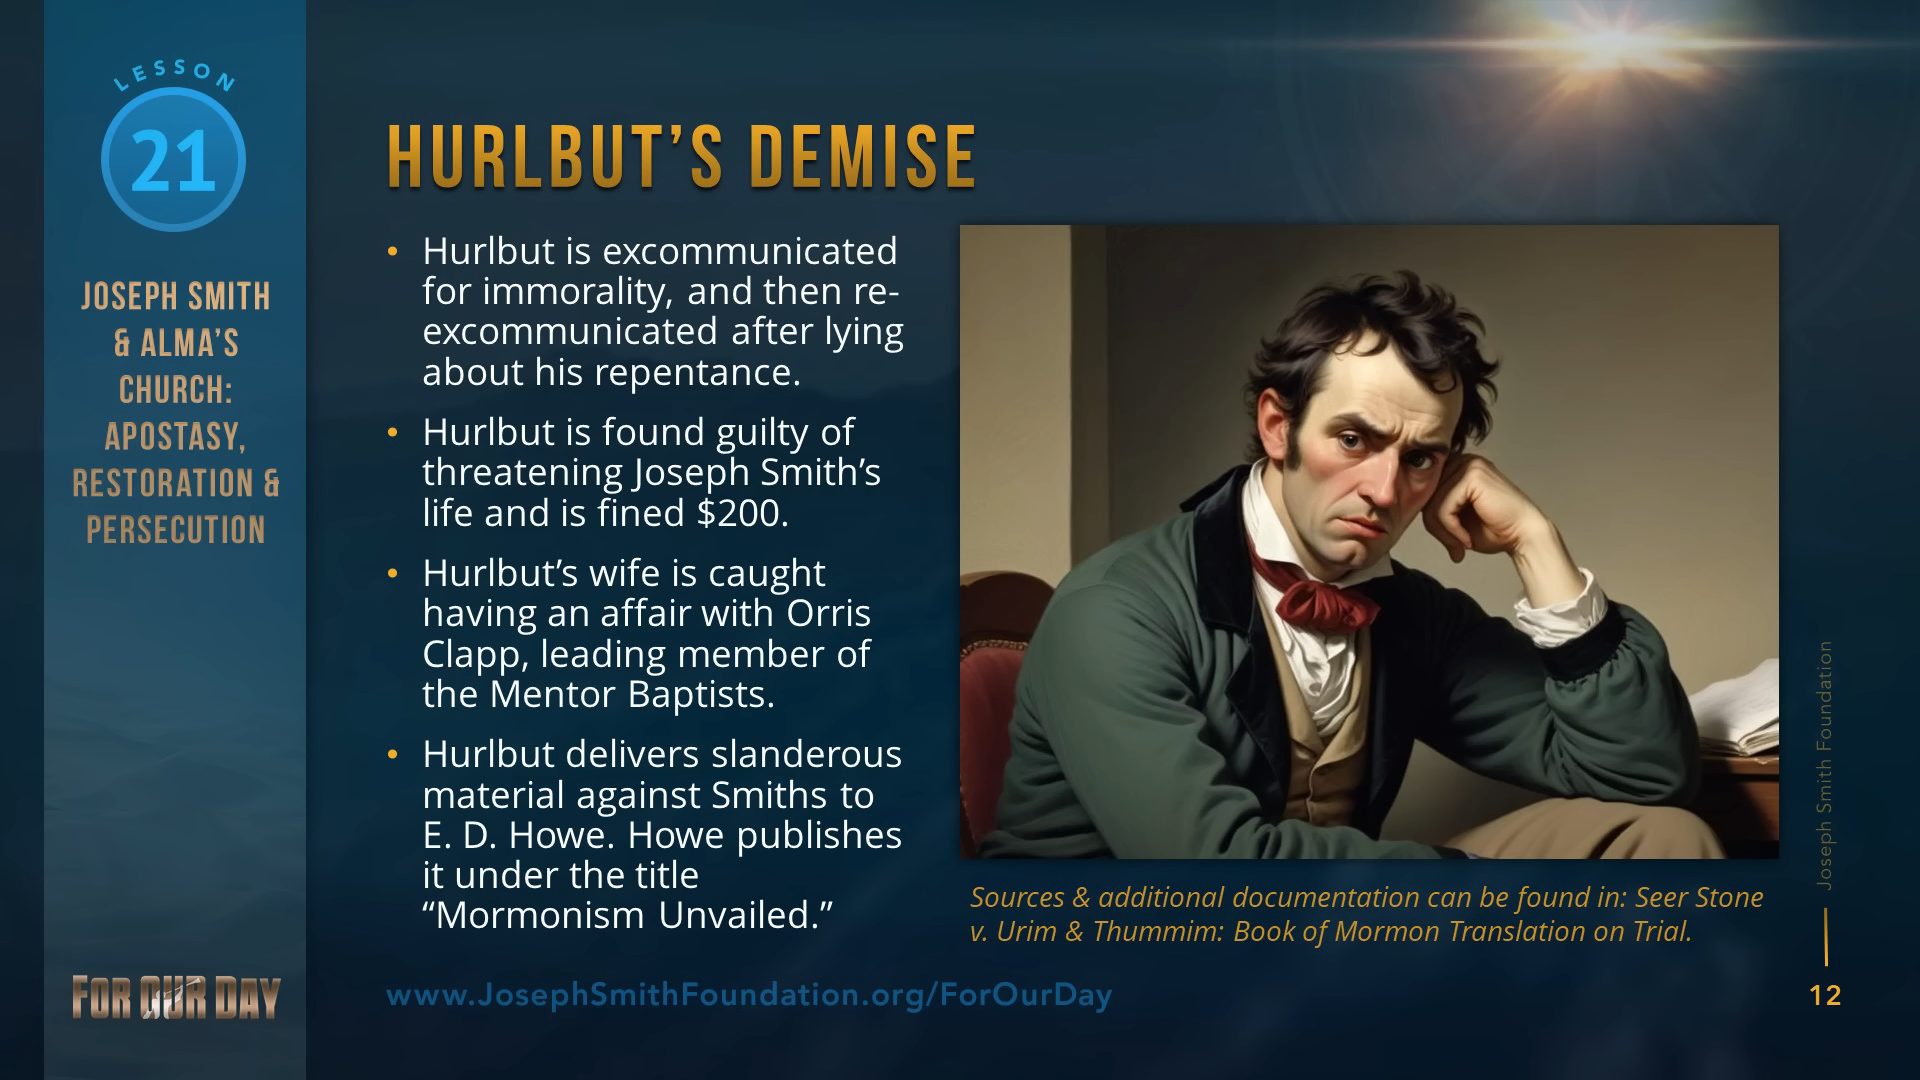 LESSON
21
JOSEPH SMITH
& ALMA’S
CHURCH:
APOSTASY,
RESTORATION &
PERSECUTION
FOR OUR DAY
HURLBUT’S DEMISE
• Hurlbut is excommunicated
for immorality, and then re-
excommunicated after lying
about his repentance.
• Hurlbut is found guilty of
threatening Joseph Smith’s
life and is fined $200.
• Hurlbut’s wife is caught
having an affair with Orris
Clapp, leading member of
the Mentor Baptists.
• Hurlbut delivers slanderous
material against Smiths to
E. D. Howe. Howe publishes
it under the title
“Mormonism Unvailed.”
Sources & additional documentation can be found in: Seer Stone
v. Urim & Thummim: Book of Mormon Translation on Trial.
www.JosephSmithFoundation.org/ForOurDay
Joseph Smith Foundation
12